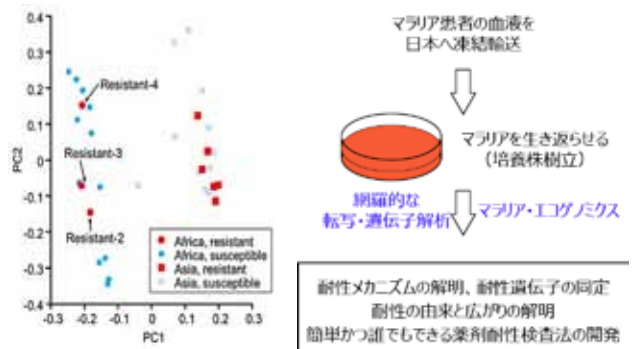 0.4
0.3
0.2
0.1
0
-0.1
-0.2
-0.3
-0.4
PC2
Resistant-4
Resistant-3
Resistant-2
Africa, resistant
Africa, susceptible
Asia, resistant
Asia, susceptible
-0.3 -0.2 -0.1 0 0.1 0.2 0.3
PC1
マラリア患者の血液を
日本へ凍結輸送
マラリアを生き返らせる
（培養株樹立）
網羅的な
転写・遺伝子解析
マラリア・エコゲノミクス
耐性メカニズムの解明、耐性遺伝子の同定
耐性の由来と広がりの解明
簡単かつ誰でもできる薬剤耐性検査法の開発